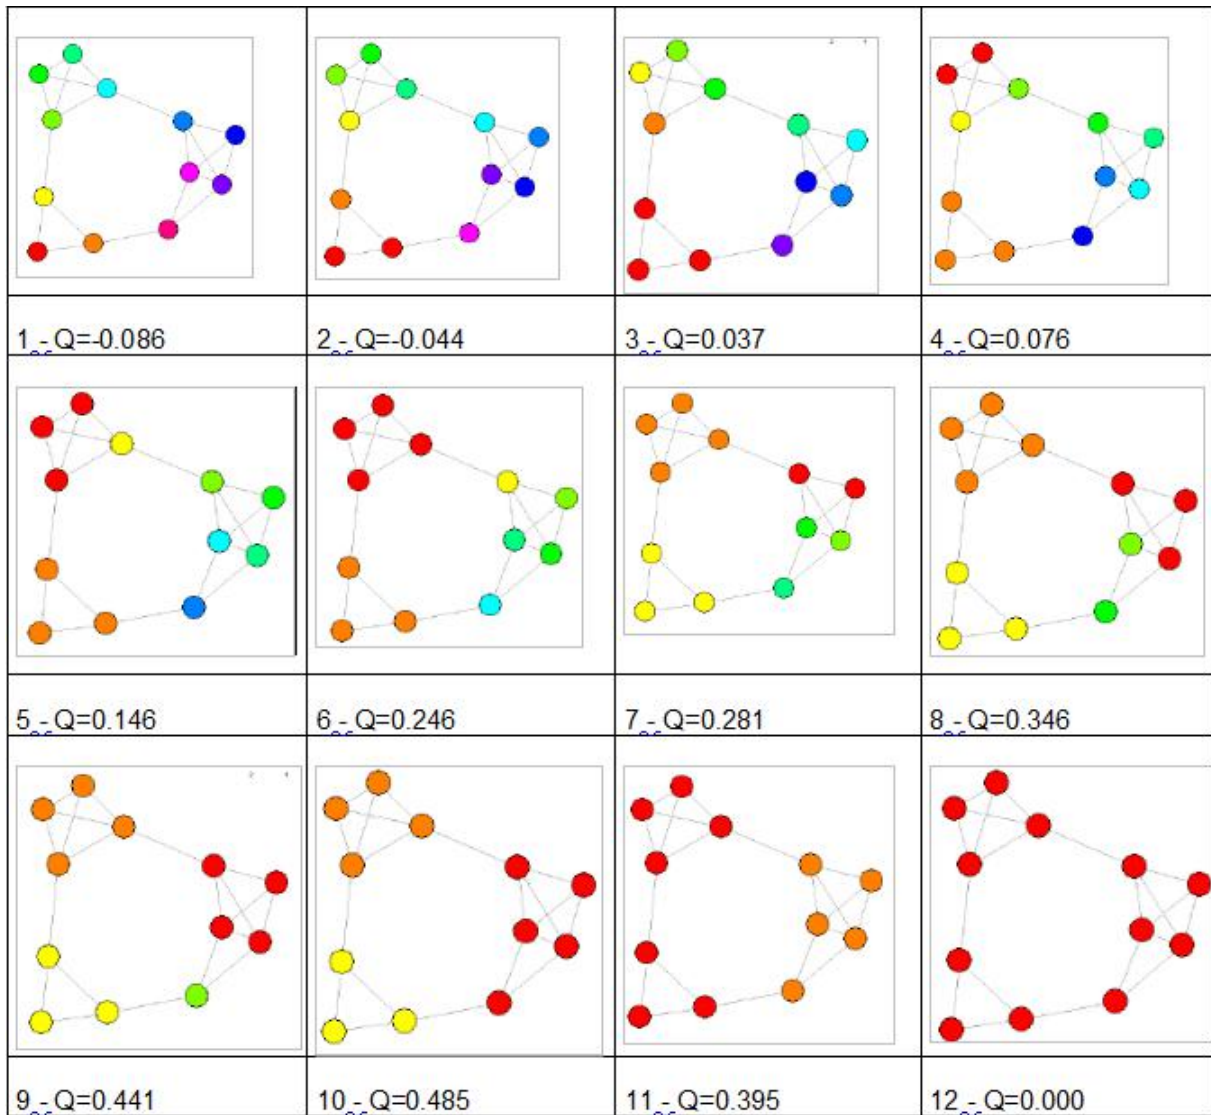 1 - Q=-0.086
2 - Q=-0.044
3 - Q=0.037
4 - Q=0.076
5 - Q=0.146
6 - Q=0.246
7 - Q=0.281
8 - Q=0.346
9 - Q=0.441
10 - Q=0.485
11 - Q=0.395
12 - Q=0.000